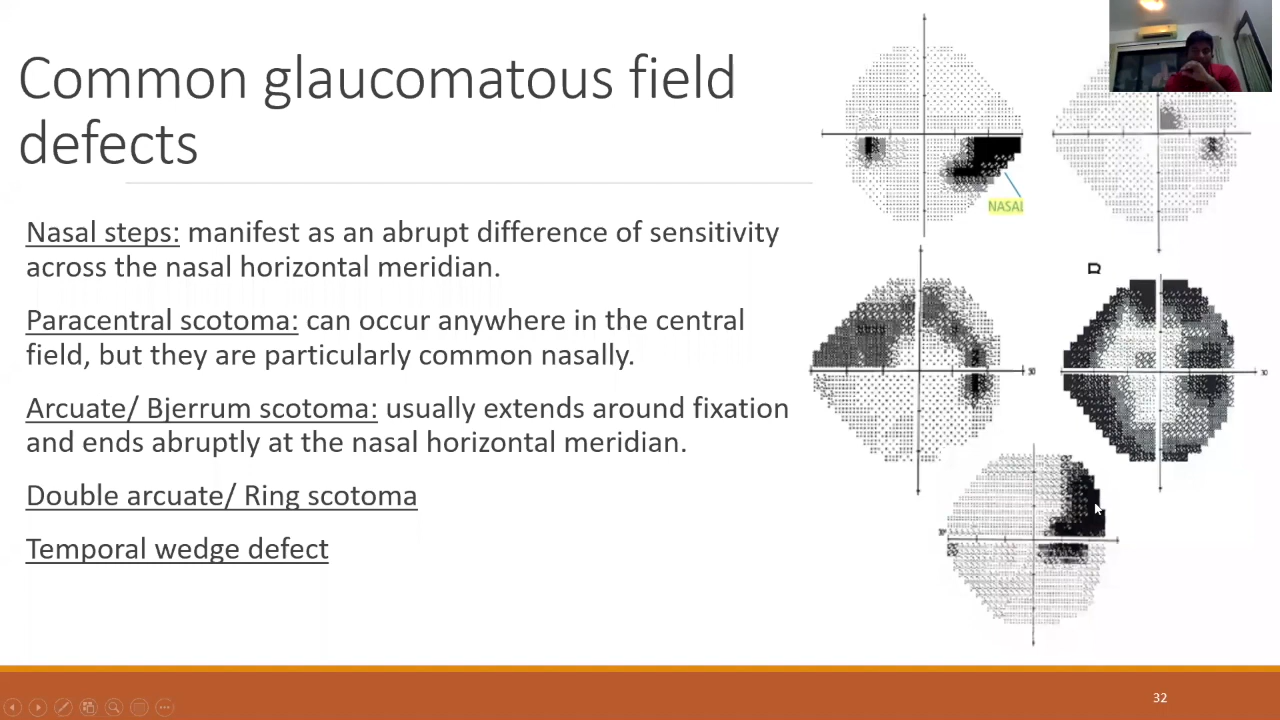 Common glaucomatous field
defects
Nasal steps: manifest as an abrupt difference of sensitivity
across the nasal horizontal meridian.
Paracentral scotoma: can occur anywhere in the central
field, but they are particularly common nasally.
Arcuate/ Bjerrum scotoma: usually extends around fixation
and ends abruptly at the nasal horizontal meridian.
Double arcuate/ Ring scotoma
Temporal wedge defect
NASAL
30
30
32